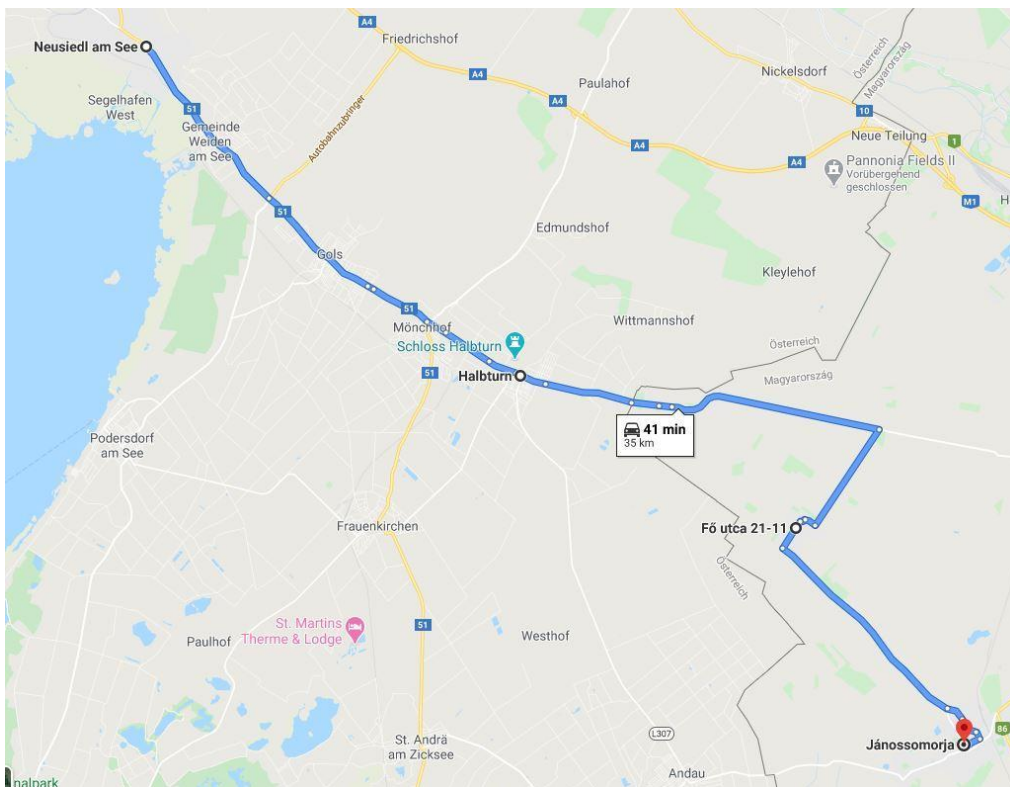 A4
Neusiedl am See
Friedrichshof
Segelhafen
West
51
Gemeinde
Weiden
am See
Autobahnzubringer
A4
Paulahof
A4
Nickelsdorf
Österreich
Magyarország
10
Neue Teilung
1
A4
A4
Pannonia Fields II
Vorübergehend
geschlossen
M1
H
51
Gols
Edmundshof
Kleylehof
51
Mönchhof
Schloss Halbturn
Wittmannshof
Österreich
Magyarország
51
Halbturn
41 min
35 km
Podersdorf
am See
Frauenkirchen
Fő utca 21-11
Österreich
St. Martins
Therme & Lodge
Paulhof
51
Westhof
St. Andrä
am Zicksee
L307
Andau
Jánossomorja
86
nalpark